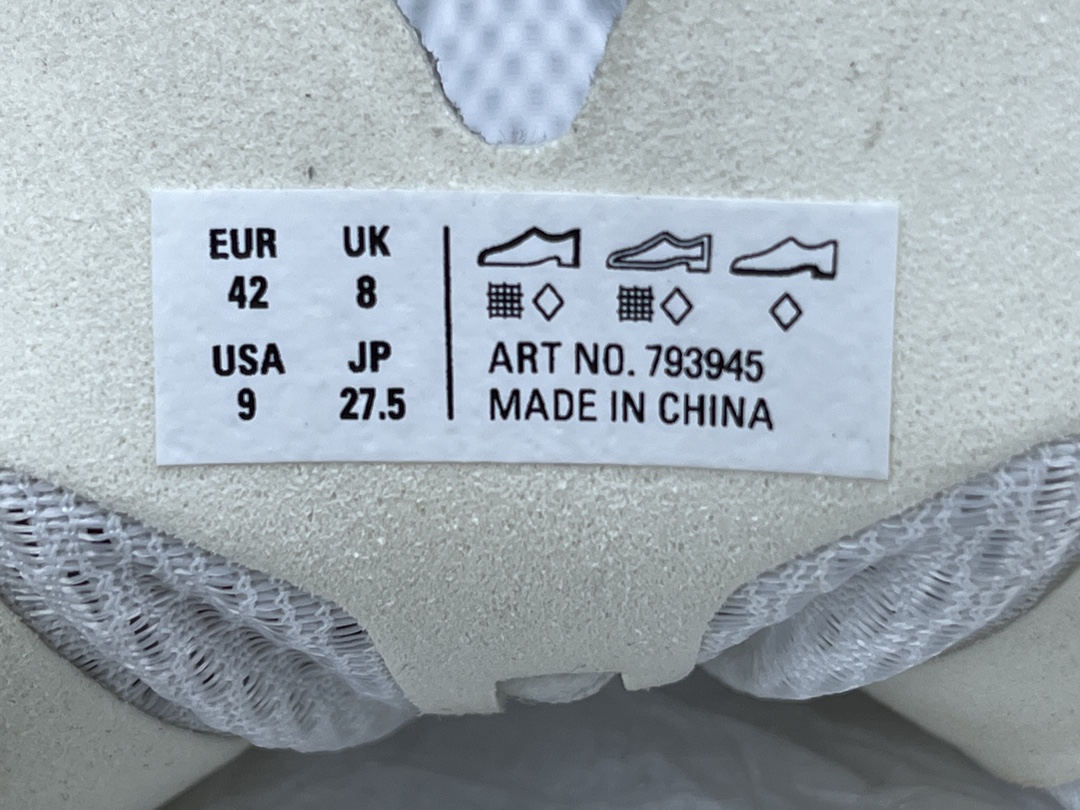 EUR UK
42 8
USA JP
9 27.5
ART NO. 793945
MADE IN CHINA